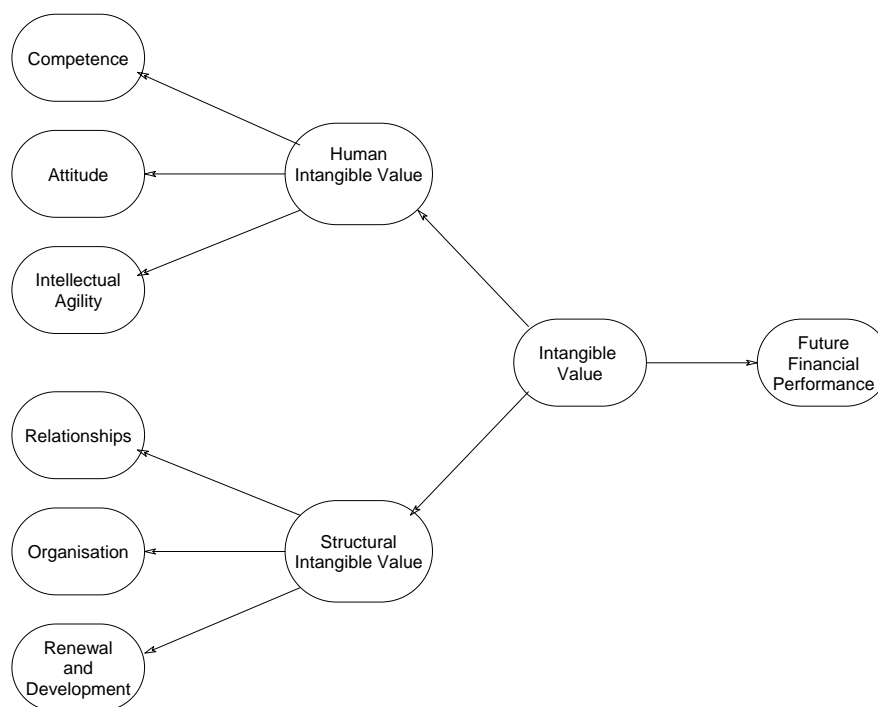 Competence
Attitude
Intellectual
Agility
Human
Intangible Value
Relationships
Organisation
Renewal
and
Development
Structural
Intangible Value
Intangible
Value
Future
Financial
Performance